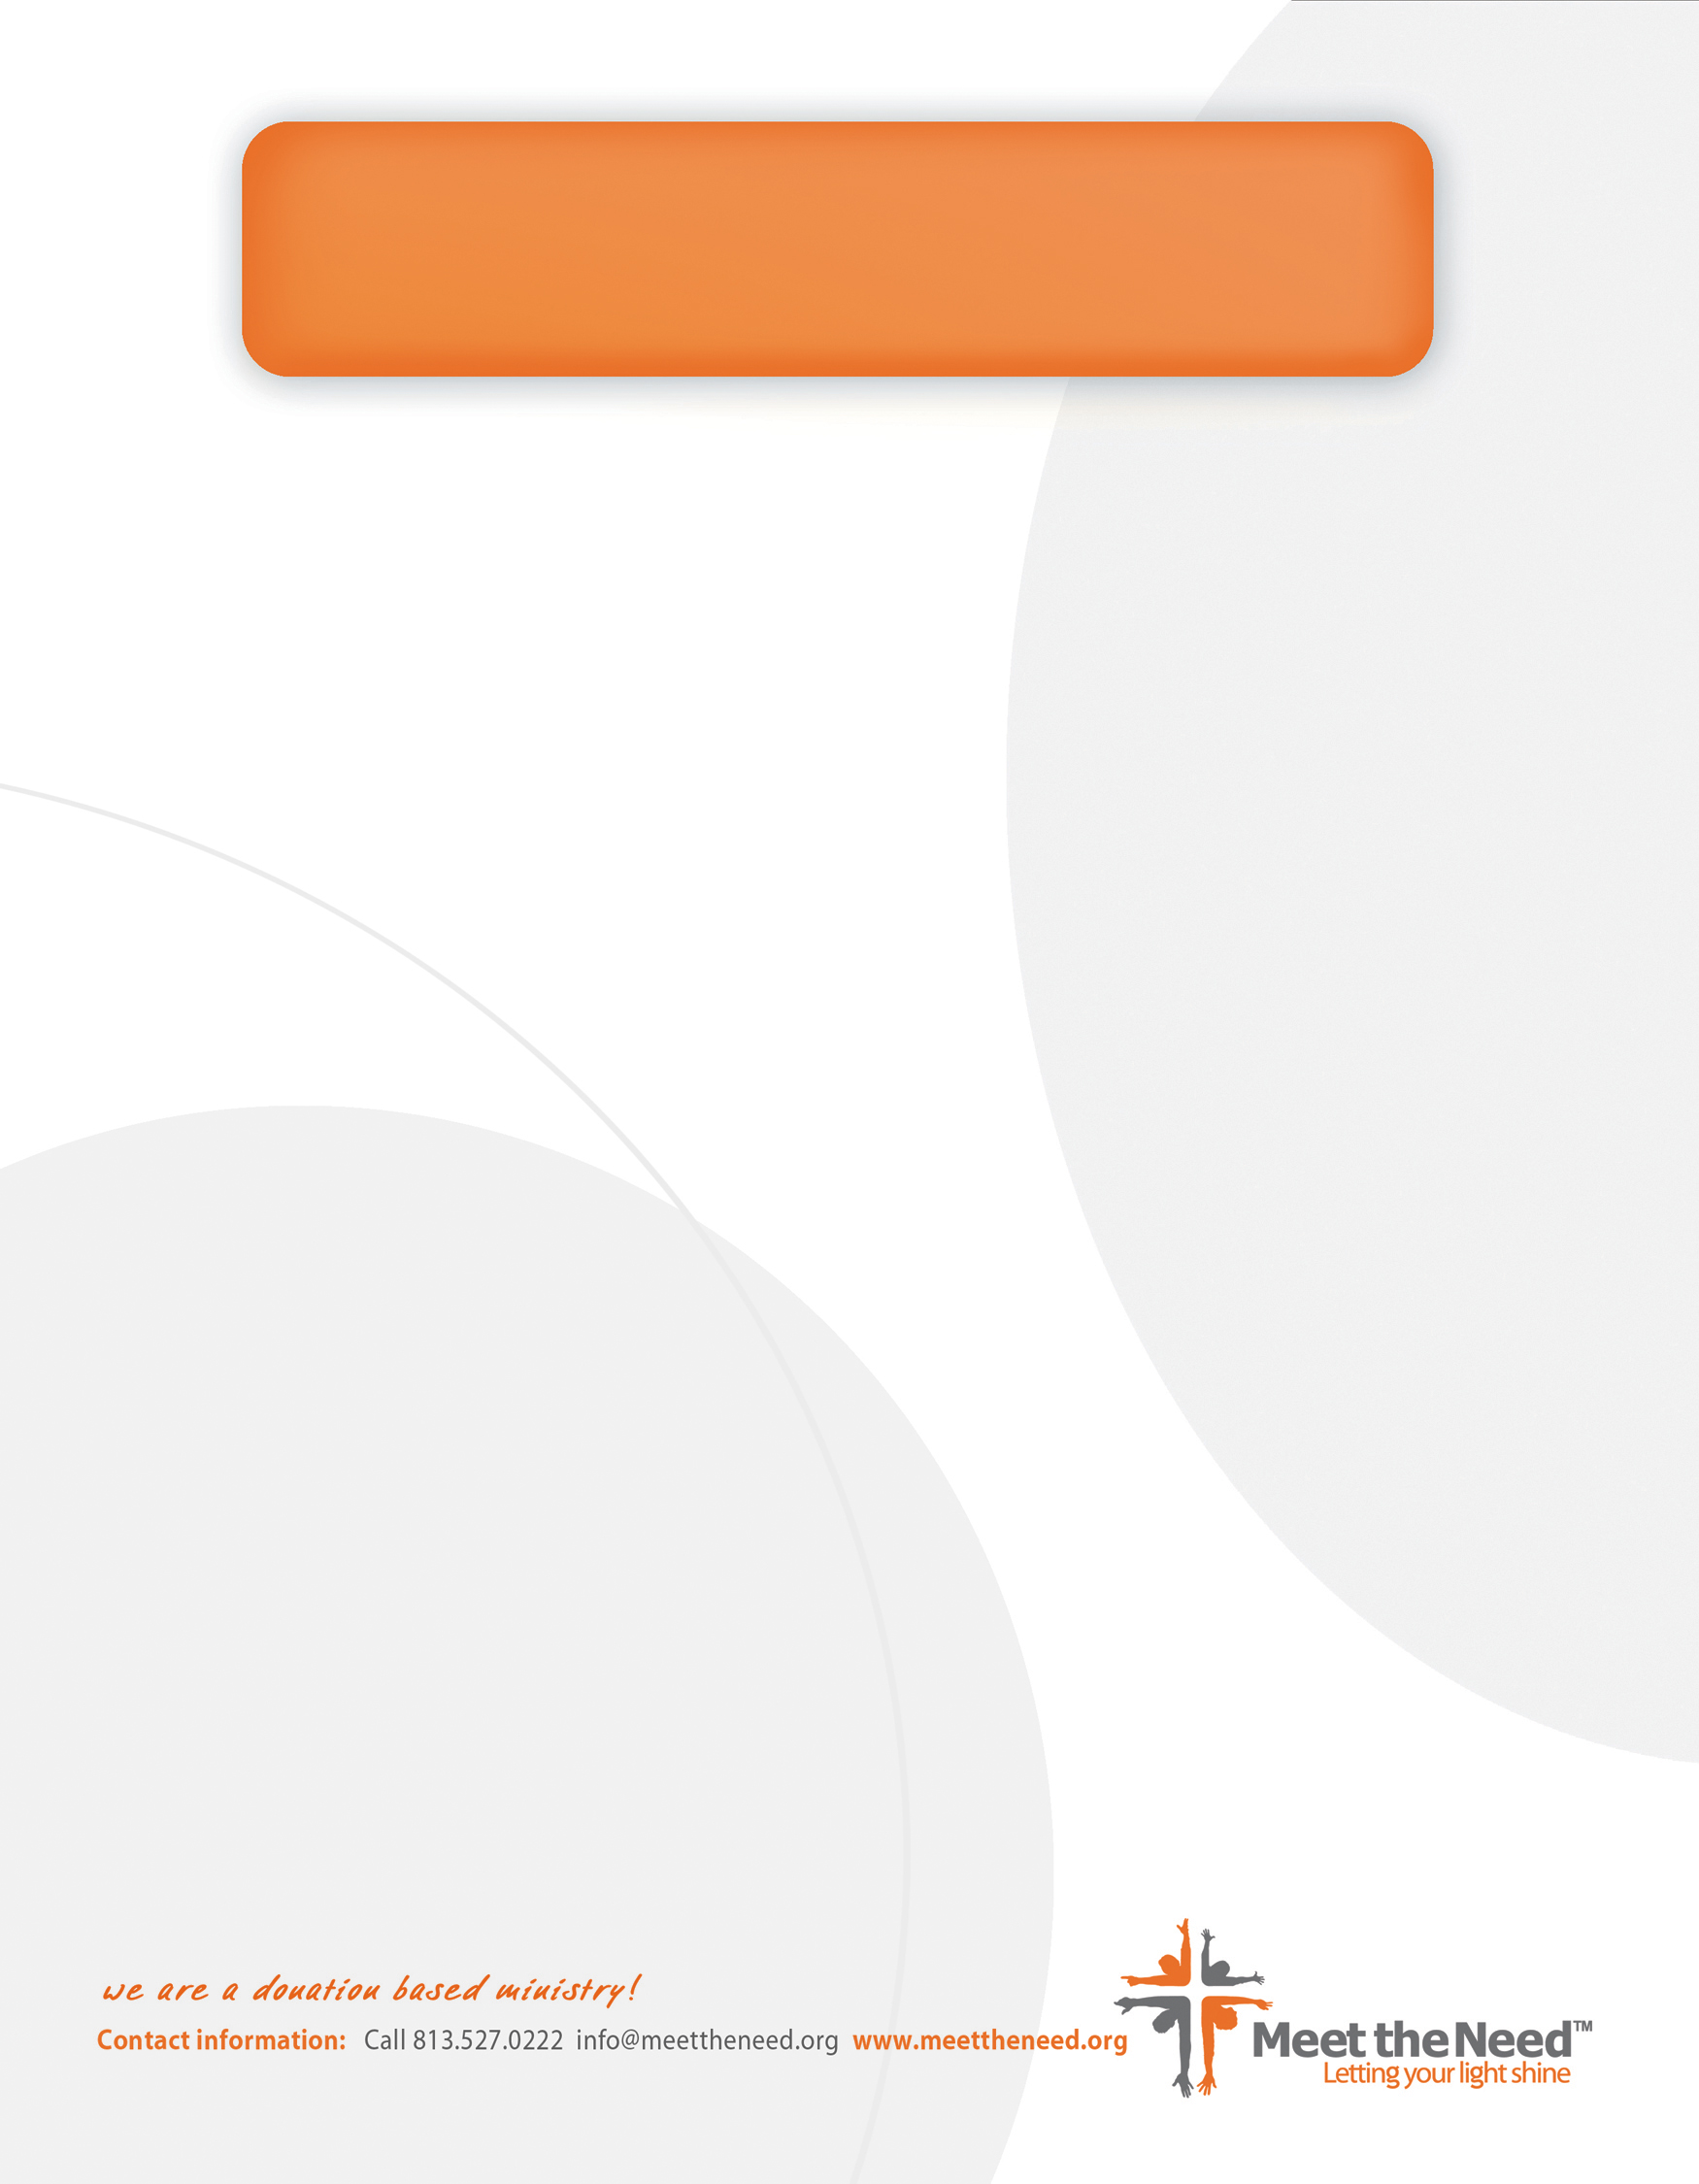 we are a donation based ministry!
Contact information: Call 813.527.0222 info@meettheneed.org www.meettheneed.org
Meet the Need™
Letting your light shine